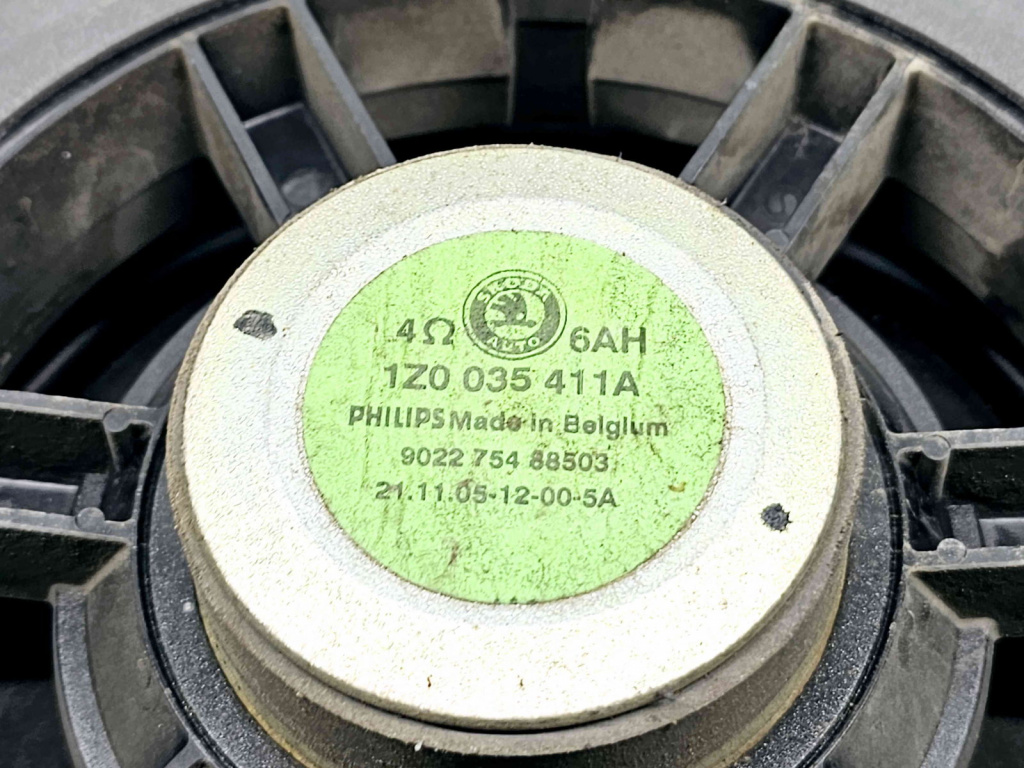 SKODA
AUTO
4Ω 6AH
1Z0 035 411A
PHILIPS Made in Belgium
9022 754 88503
21.11.05-12-00-5A